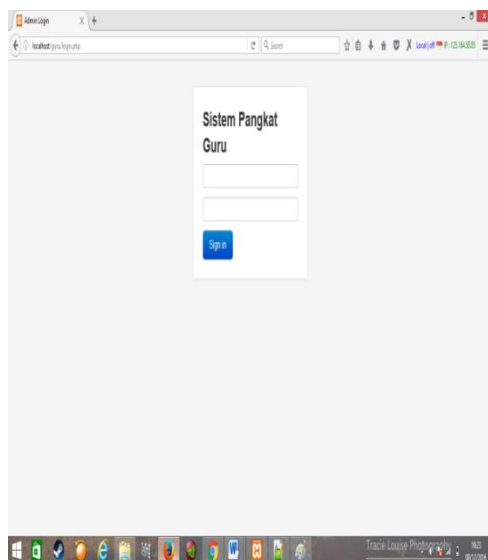 Admin Login
localhost/guru/login.php
Search
Sistem Pangkat
Guru
Sign in
Tracie Louise Photography